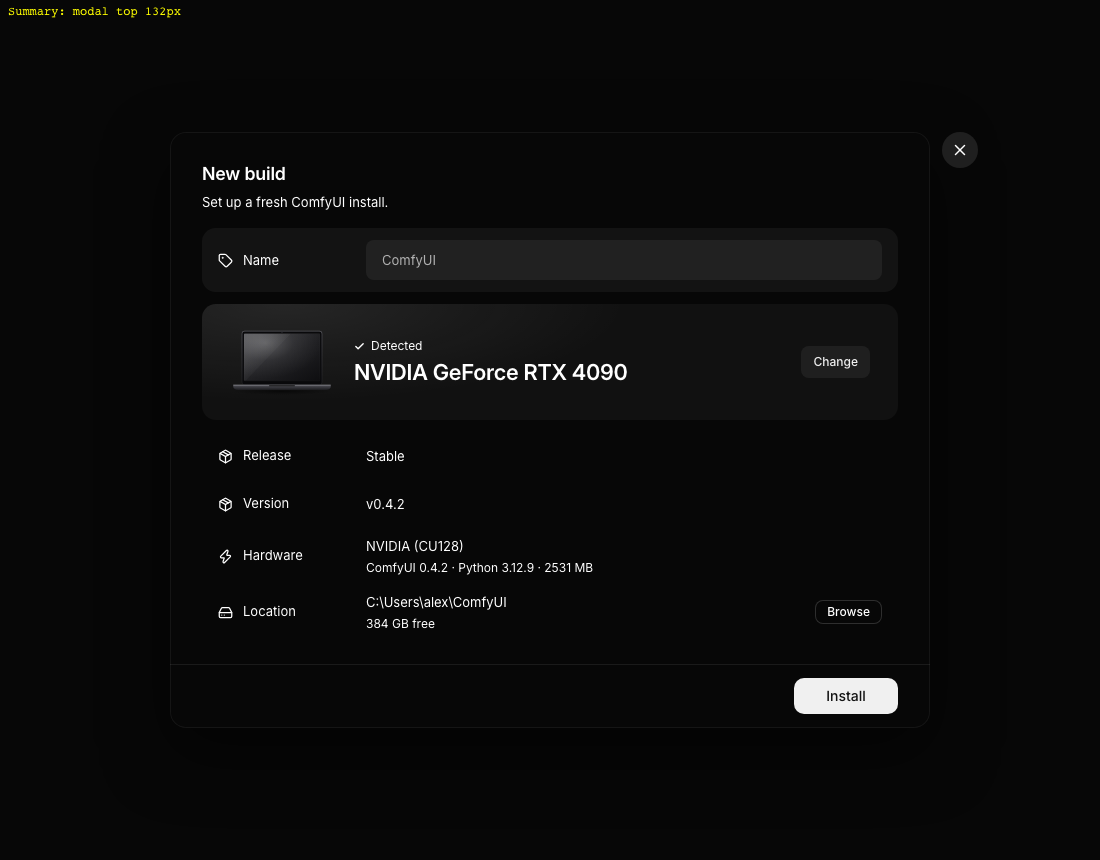 Summary: modal top 132px
New build
Set up a fresh ComfyUI install.
Name
ComfyUI
Detected
NVIDIA GeForce RTX 4090
Change
Release
Stable
Version
v0.4.2
Hardware
NVIDIA (CU128)
ComfyUI 0.4.2 · Python 3.12.9 · 2531 MB
Location
C:\Users\alex\ComfyUI
384 GB free
Browse
Install